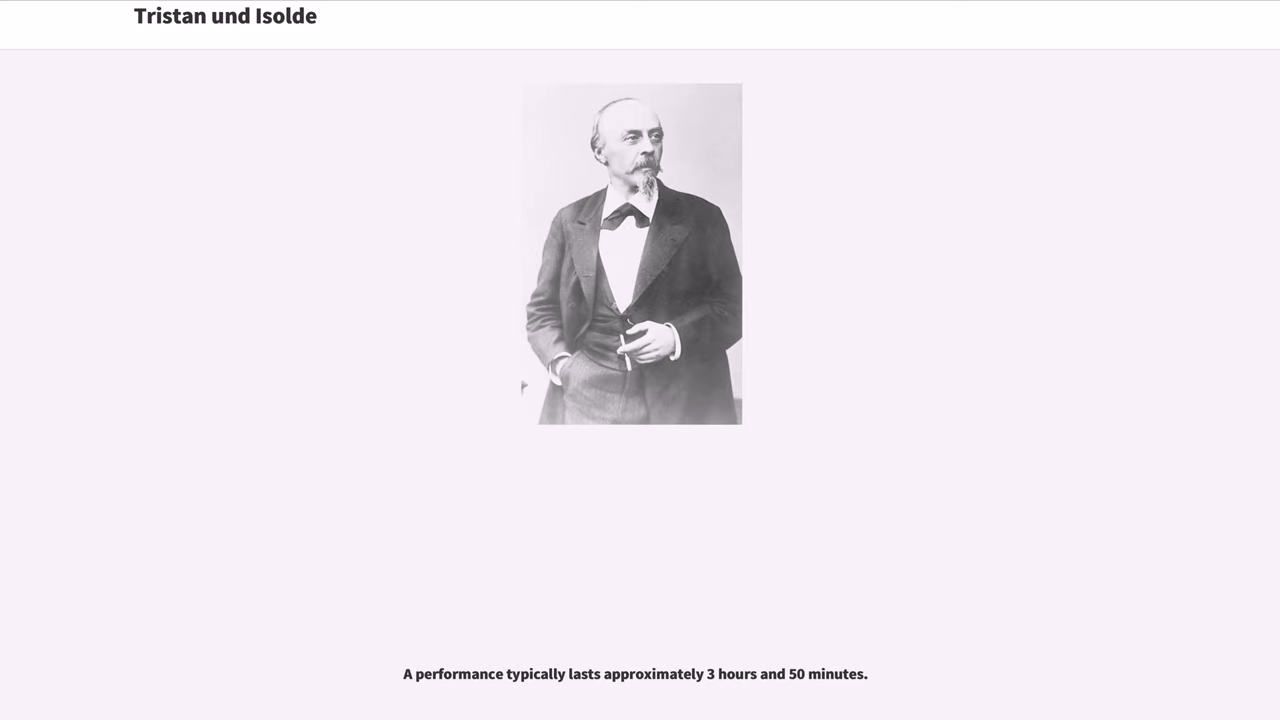 Tristan und Isolde
A performance typically lasts approximately 3 hours and 50 minutes.